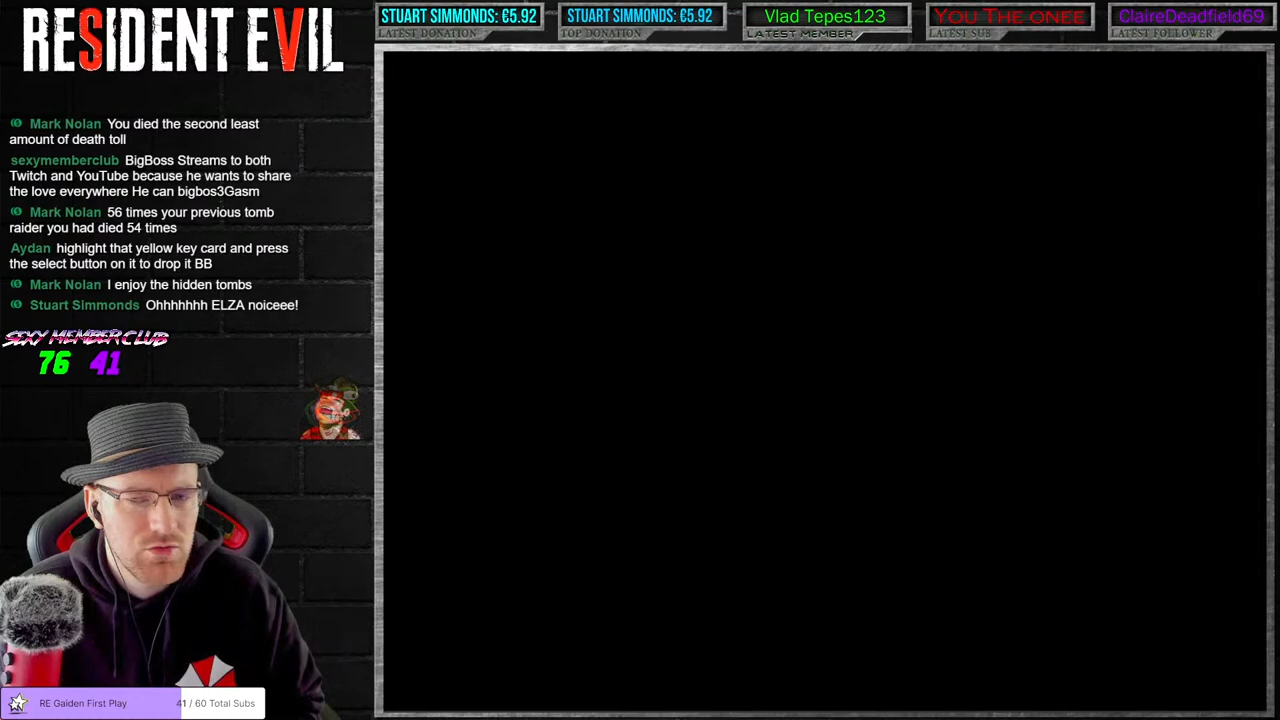 RESIDENT EVIL
STUART SIMMONDS: €5.92
LATEST DONATION
STUART SIMMONDS: €5.92
TOP DONATION
Vlad Tepes123
LATEST MEMBER
YOU THE ONEE
LATEST SUB
ClaireDeadfield69
LATEST FOLLOWER
Mark Nolan You died the second least
amount of death toll
sexymemberclub BigBoss Streams to both
Twitch and YouTube because he wants to share
the love everywhere He can bigbos3Gasm
Mark Nolan 56 times your previous tomb
raider you had died 54 times
Aydan highlight that yellow key card and press
the select button on it to drop it BB
Mark Nolan I enjoy the hidden tombs
Stuart Simmonds Ohhhhhhh ELZA noiceee!
SEXY MEMBER CLUB
76 41
RE Gaiden First Play 41 / 60 Total Subs